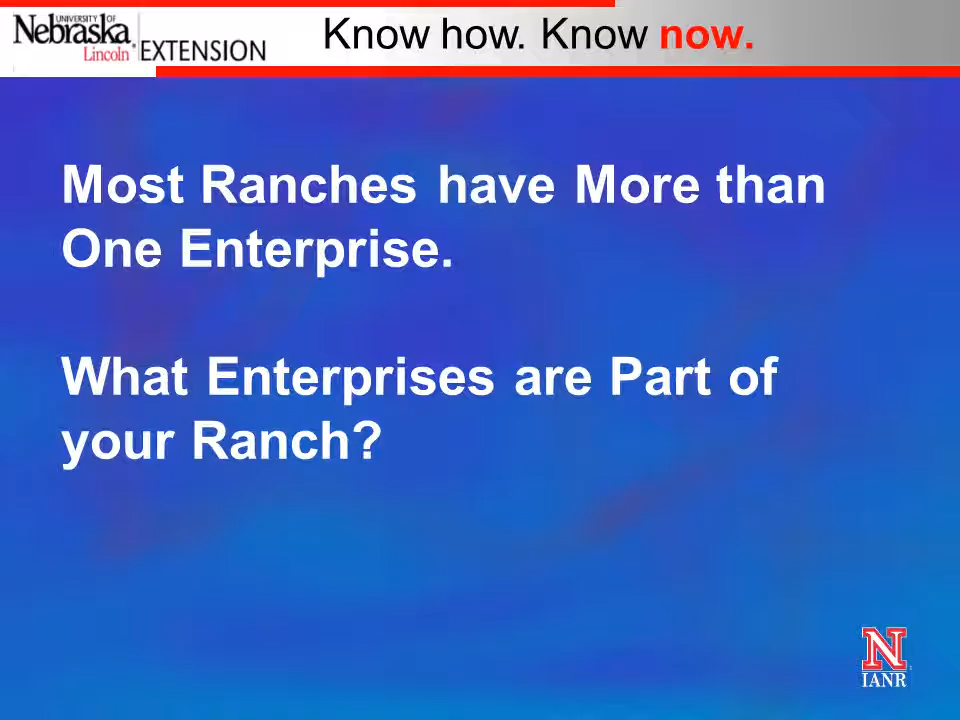 UNIVERSITY OF
Nebraska
Lincoln
EXTENSION
Know how. Know now.
Most Ranches have More than
One Enterprise.
What Enterprises are Part of
your Ranch?
N
IANR